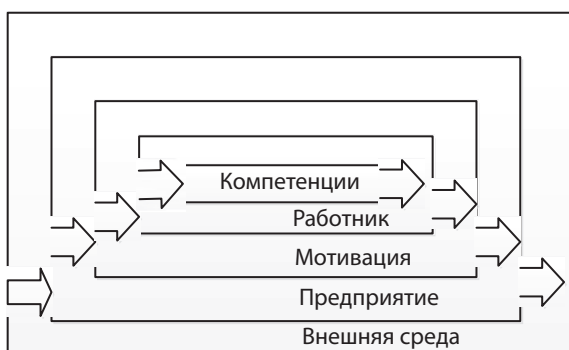 Компетенции
Работник
Мотивация
Предприятие
Внешняя среда